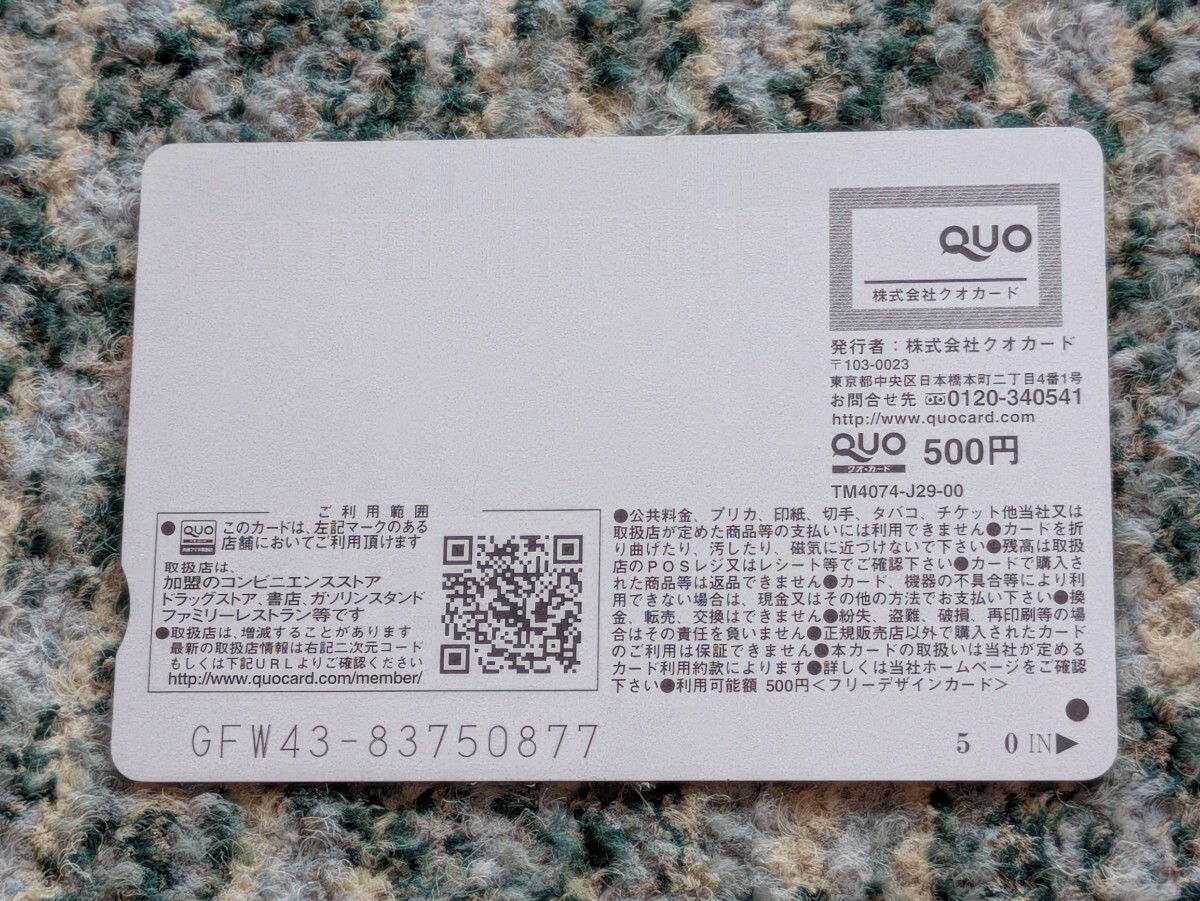 QUO
株式会社クオカード
発行者：株式会社クオカード
〒103-0023
東京都中央区日本橋本町二丁目4番1号
お問合せ先 0120-340541
http://www.quocard.com
QUO 500円
クオ・カード
TM4074-J29-00
ご利用範囲
●QUO このカードは、左記マークのある
店舗においてご利用頂けます
取扱店は、
加盟のコンビニエンスストア
ドラッグストア、書店、ガソリンスタンド
ファミリーレストラン等です
●取扱店は、増減することがあります
最新の取扱店情報は右記二次元コード
もしくは下記URLよりご確認ください
http://www.quocard.com/member/
●公共料金、プリカ、印紙、切手、タバコ、チケット他当社又は
取扱店が定めた商品等の支払いには利用できません●カードを折
り曲げたり、汚したり、磁気に近づけないで下さい●残高は取扱
店のPOSレジ又はレシート等でご確認下さい●カードで購入さ
れた商品等は返品できません●カード、機器の不具合等により利
用できない場合は、現金又はその他の方法でお支払い下さい●換
金、転売、交換はできません●紛失、盗難、破損、再印刷等の場
合はその責任を負いません●正規販売店以外で購入されたカード
のご利用は保証できません●本カードの取扱いは当社が定める
カード利用約款によります●詳しくは当社ホームページをご確認
下さい●利用可能額 500円<フリーデザインカード>
GFW43-83750877
5 0 IN▶